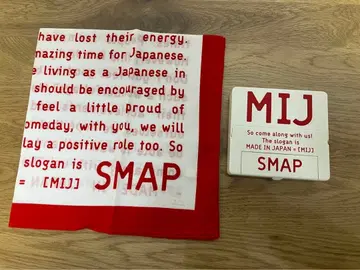 have lost their energy.
mazing time for Japanese.
e living as a Japanese in
should be encouraged by
feel a little proud of
omeday, with you, we will
lay a positive role too. So
slogan is
= [MIJ] SMAP
MIJ
So come along with us!
The slogan is
MADE IN JAPAN = [MIJ]
SMAP